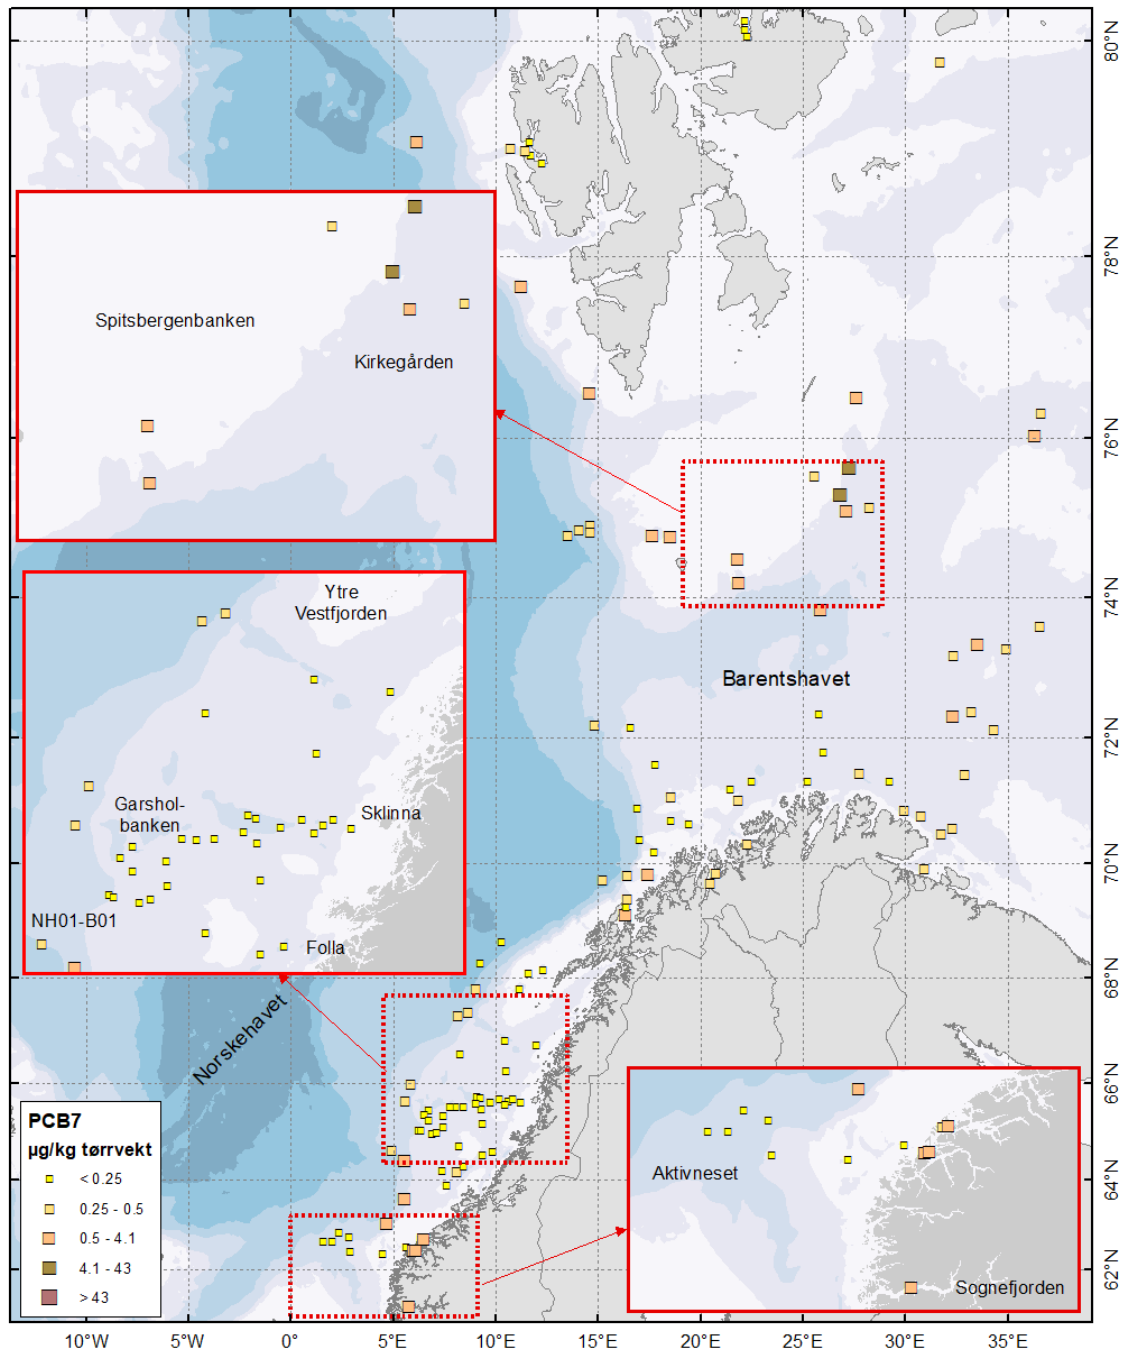 80°N
78°N
76°N
74°N
72°N
70°N
68°N
66°N
64°N
62°N
Spitsbergenbanken
Kirkegården
Barentshavet
Ytre
Vestfjorden
Garshol-
banken
Sklinna
NH01-B01
Folla
Norskehavet
Aktivneset
Sognefjorden
PCB7
µg/kg tørrvekt
< 0.25
0.25 - 0.5
0.5 - 4.1
4.1 - 43
> 43
10°W
5°W
0°
5°E
10°E
15°E
20°E
25°E
30°E
35°E